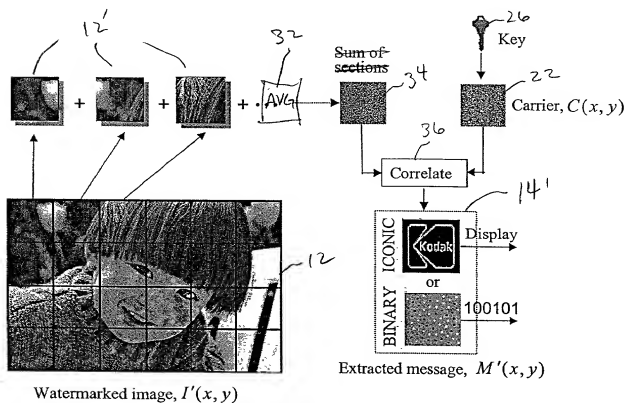 12'
32
26
Key
Sum of
sections
34
22
+ + + · AVG
Carrier, C(x, y)
36
Correlate
14'
ICONIC
Kodak
Display
or
12
BINARY
100101
Extracted message, M'(x, y)
Watermarked image, I'(x, y)